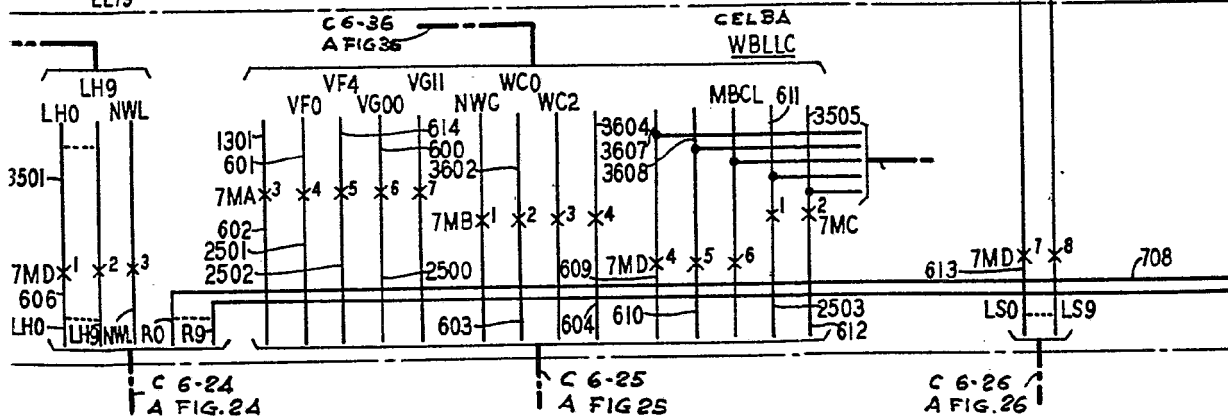 C 6-36
A FIG36
CELBA
WBLLC
LH9
LH0
NWL
VF4
VF0
VG00
VG11
NWC
WC0
WC2
MBCL
611
3505
1301
601
614
600
3602
3604
3607
3608
3501
7MA 3 4 5 6 7
7MB 1 2 3 4
1 2
7MC
602
2501
2502
2500
7MD 1 2 3
609
7MD 4 5 6
613
7MD 7 8
708
606
LH0
LH9
NWL
R0
R9
603
604
610
2503
612
LS0
LS9
C 6-24
A FIG.24
C 6-25
A FIG25
C 6-26
A FIG.26